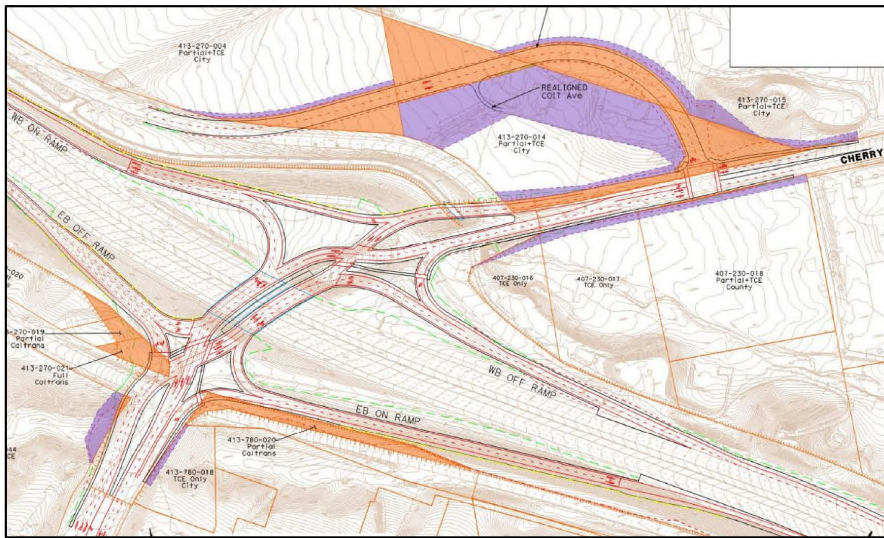 413-270-004
Partial+TCE
City
REALIGNED
COLT Ave
413-270-015
Partial+TCE
City
413-270-014
Partial+TCE
City
CHERRY
WB ON RAMP
EB OFF RAMP
407-230-016
TCE Only
407-230-017
TCE Only
407-230-018
Partial+TCE
County
-020
-270-019
Partial
Caltrans
413-270-021
Full
Caltrans
WB OFF RAMP
EB ON RAMP
413-780-020
Partial
Caltrans
413-780-018
TCE Only
City